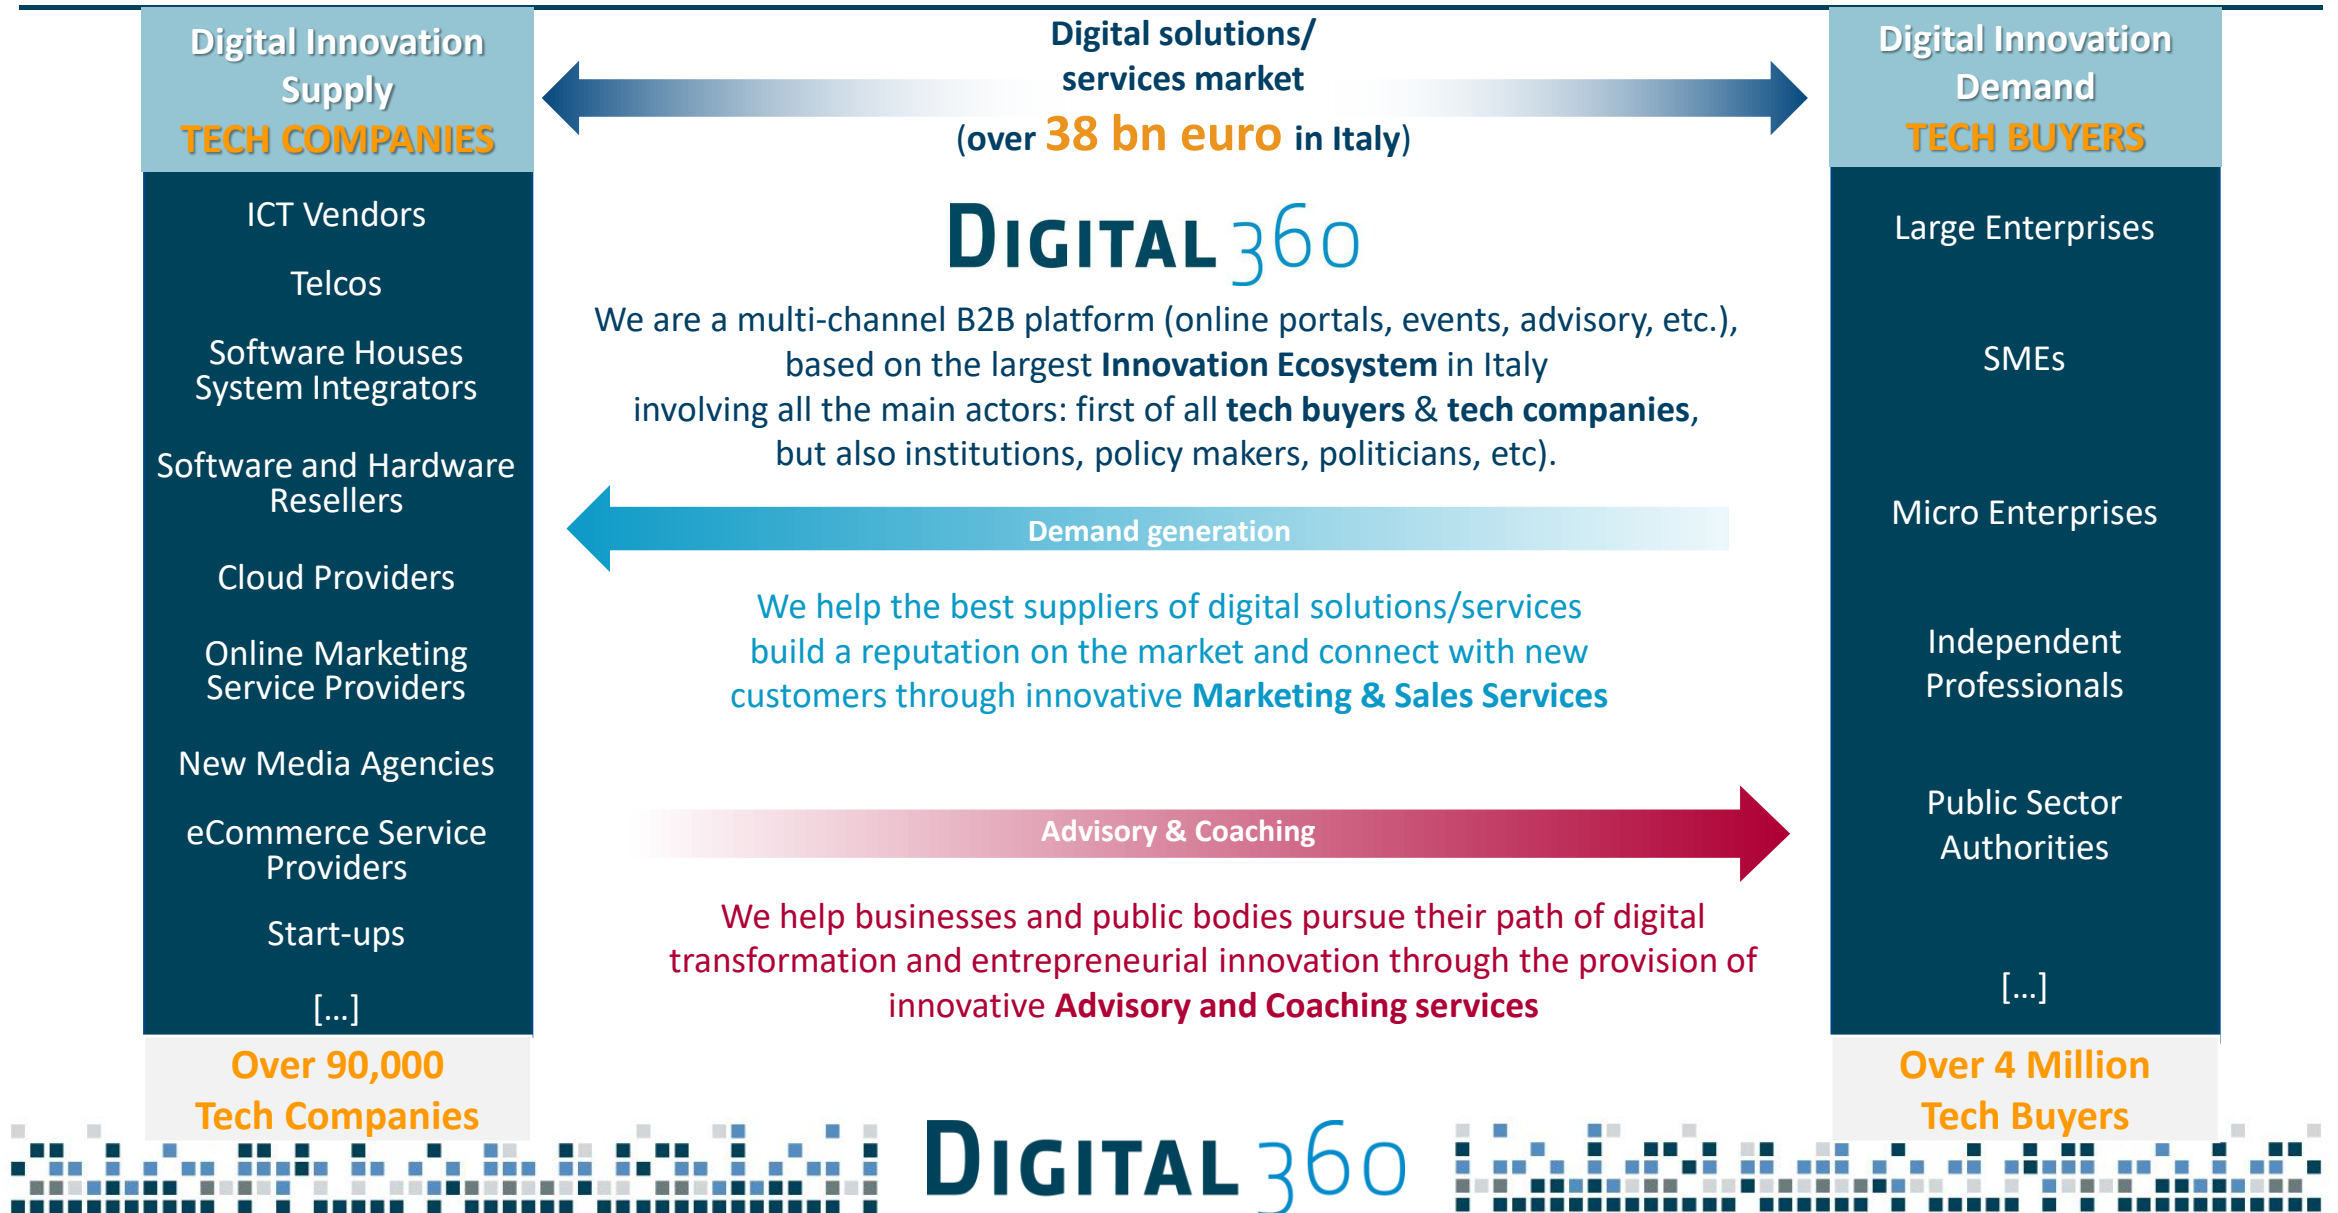 Digital Innovation
Supply
TECH COMPANIES
ICT Vendors
Telcos
Software Houses
System Integrators
Software and Hardware
Resellers
Cloud Providers
Online Marketing
Service Providers
New Media Agencies
eCommerce Service
Providers
Start-ups
[...]
Over 90,000
Tech Companies
Digital solutions/
services market
(over 38 bn euro in Italy)
DIGITAL 360
We are a multi-channel B2B platform (online portals, events, advisory, etc.),
based on the largest Innovation Ecosystem in Italy
involving all the main actors: first of all tech buyers & tech companies,
but also institutions, policy makers, politicians, etc).
Demand generation
We help the best suppliers of digital solutions/services
build a reputation on the market and connect with new
customers through innovative Marketing & Sales Services
Advisory & Coaching
We help businesses and public bodies pursue their path of digital
transformation and entrepreneurial innovation through the provision of
innovative Advisory and Coaching services
Digital Innovation
Demand
TECH BUYERS
Large Enterprises
SMEs
Micro Enterprises
Independent
Professionals
Public Sector
Authorities
[...]
Over 4 Million
Tech Buyers
DIGITAL 360